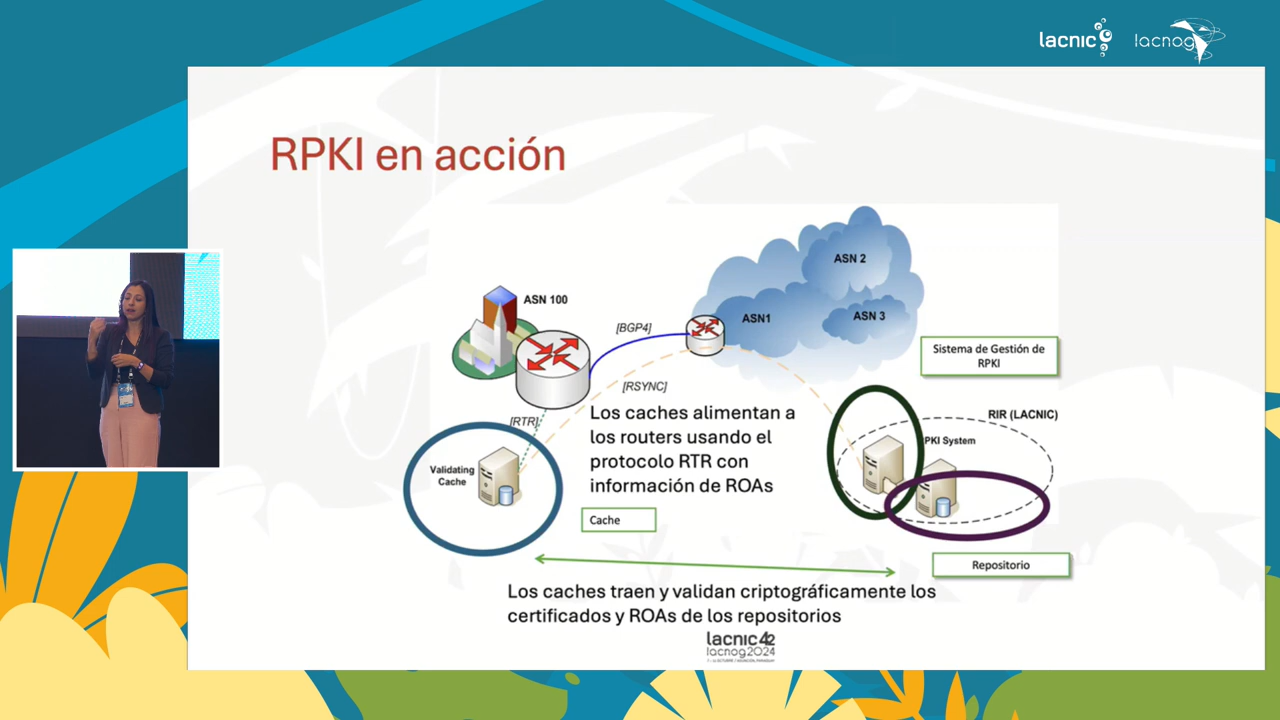 lacnic
lacnog
RPKI en acción
ASN 100
[BGP4]
ASN 2
ASN1
ASN 3
Sistema de Gestión de
RPKI
[RSYNC]
[RTR]
Los caches alimentan a
los routers usando el
protocolo RTR con
información de ROAs
RIR (LACNIC)
PKI System
Validating
Cache
Cache
Repositorio
Los caches traen y validan criptográficamente los
certificados y ROAs de los repositorios
lacnic42
lacnog2024